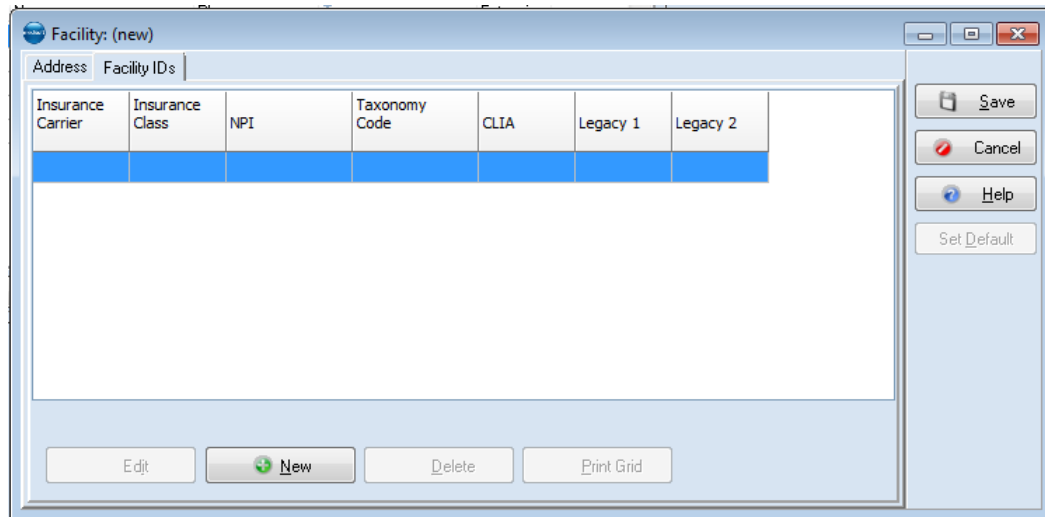 Facility: (new)
Address Facility IDs
Insurance Carrier Insurance Class NPI Taxonomy Code CLIA Legacy 1 Legacy 2
Save
Cancel
Help
Set Default
Edit New Delete Print Grid